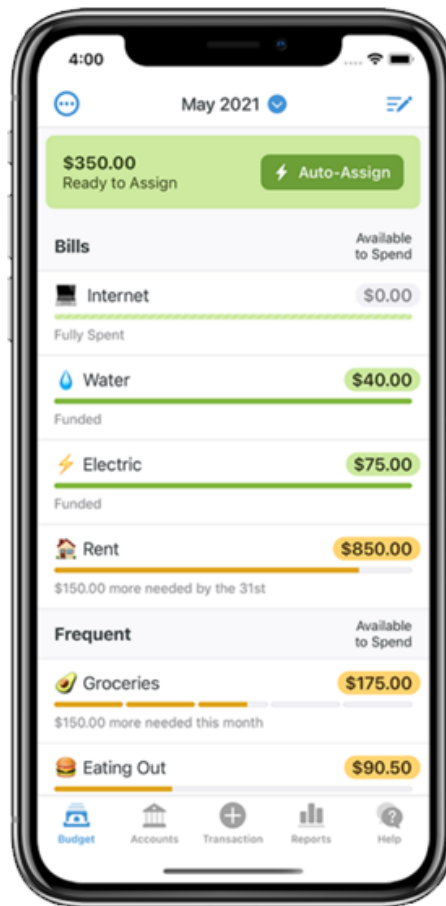 4:00
May 2021
$350.00
Ready to Assign
Auto-Assign
Bills
Available
to Spend
Internet
$0.00
Fully Spent
Water
$40.00
Funded
Electric
$75.00
Funded
Rent
$850.00
$150.00 more needed by the 31st
Frequent
Available
to Spend
Groceries
$175.00
$150.00 more needed this month
Eating Out
$90.50
Budget
Accounts
Transaction
Reports
Help